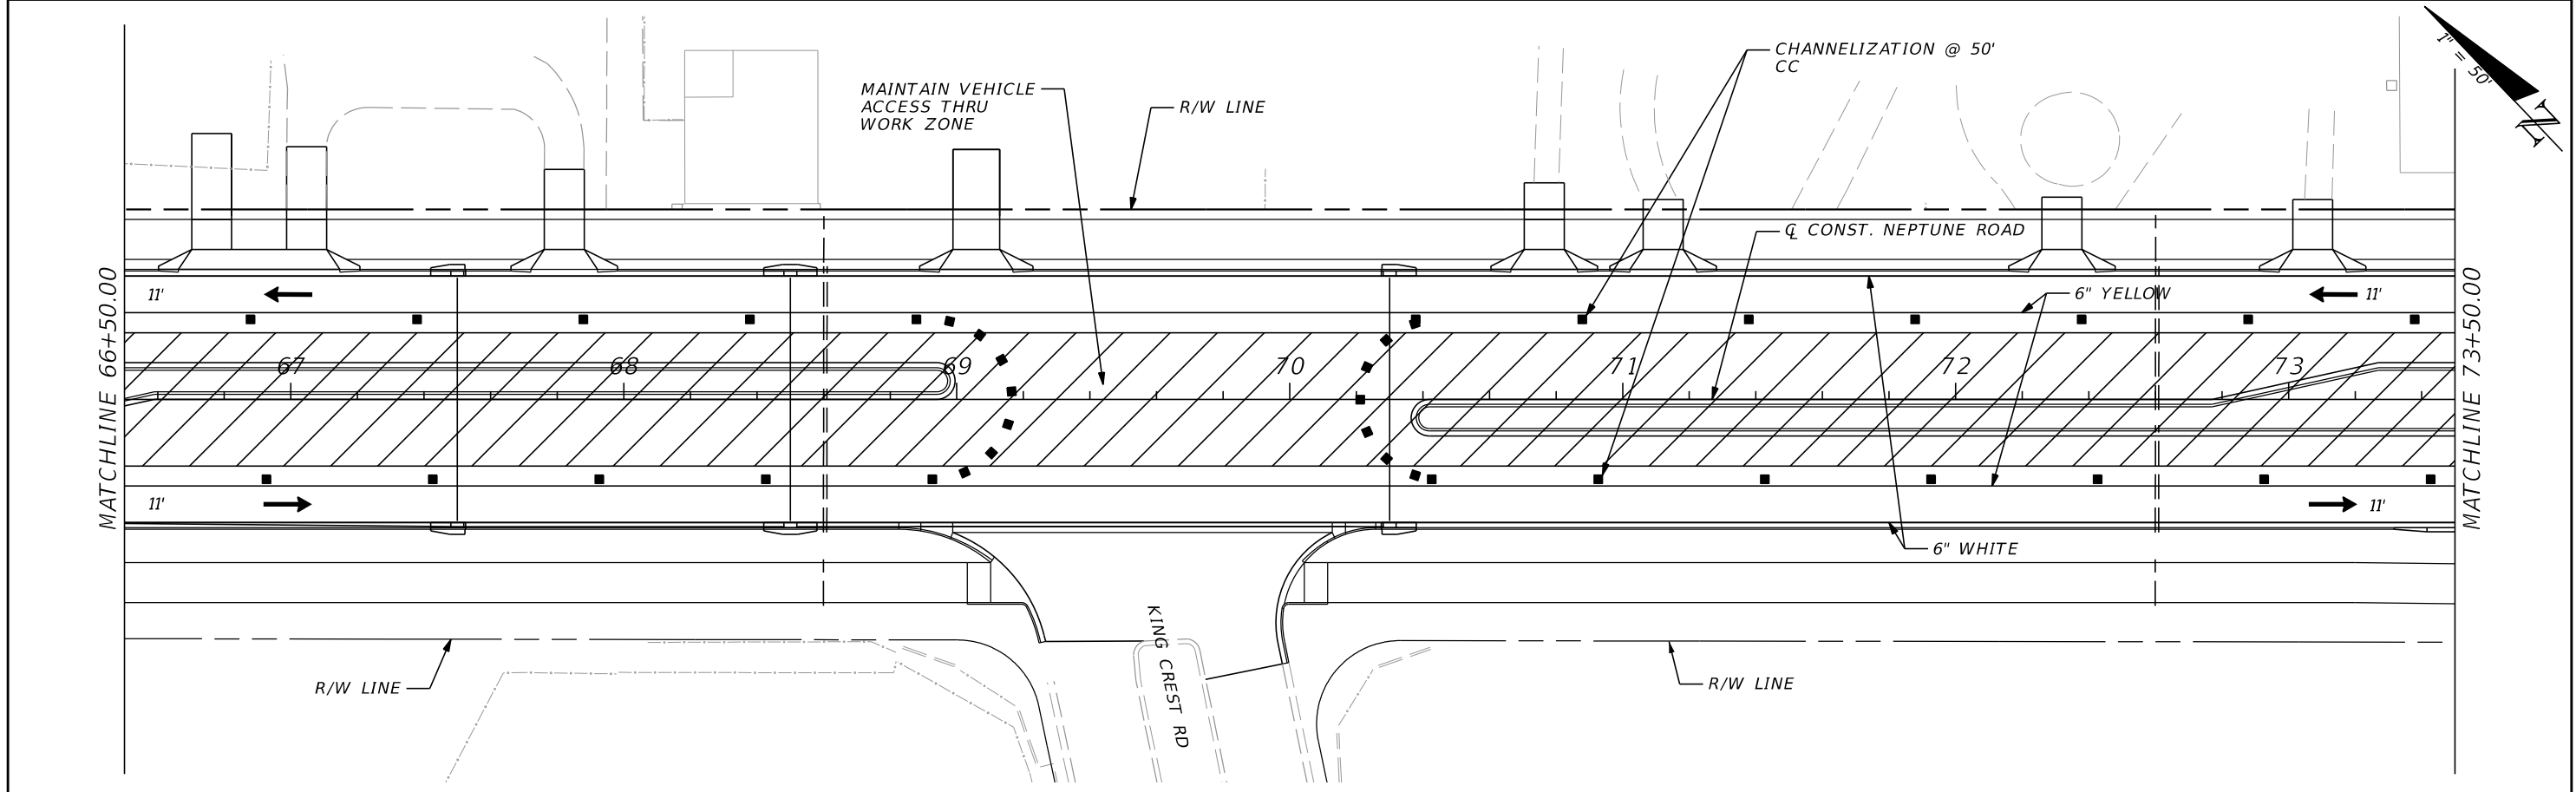 CHANNELIZATION @ 50'
CC
1" = 50'
N
MAINTAIN VEHICLE
ACCESS THRU
WORK ZONE
R/W LINE
℄ CONST. NEPTUNE ROAD
MATCHLINE 66+50.00
11'
6" YELLOW
11'
MATCHLINE 73+50.00
67
68
69
70
71
72
73
11'
11'
6" WHITE
KING CREST RD
R/W LINE
R/W LINE